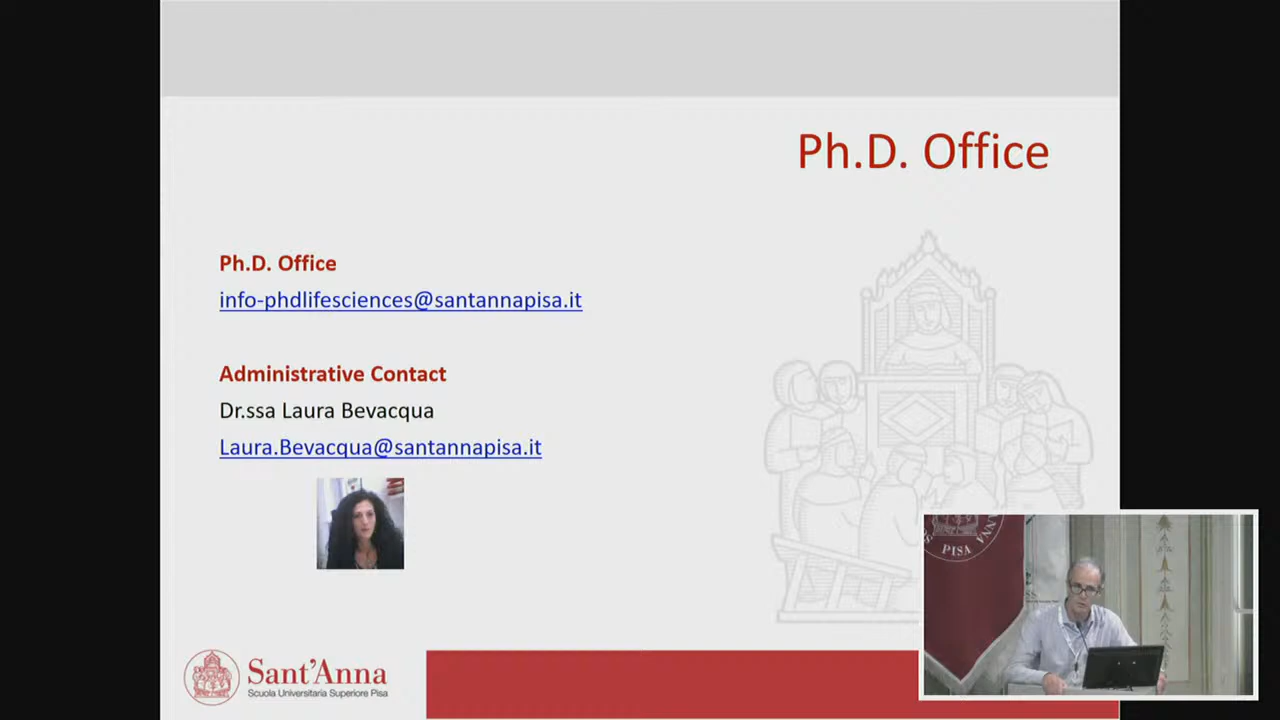 Ph.D. Office
Ph.D. Office
info-phdlifesciences@santannapisa.it
Administrative Contact
Dr.ssa Laura Bevacqua
Laura.Bevacqua@santannapisa.it
Sant'Anna
Scuola Universitaria Superiore Pisa
PISA